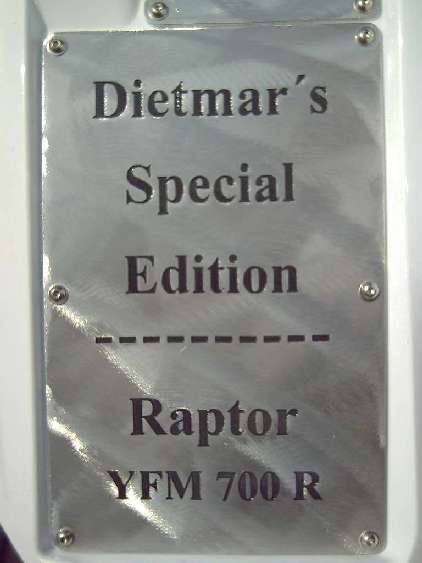 Dietmar´s
Special
Edition
-----------
Raptor
YFM 700 R